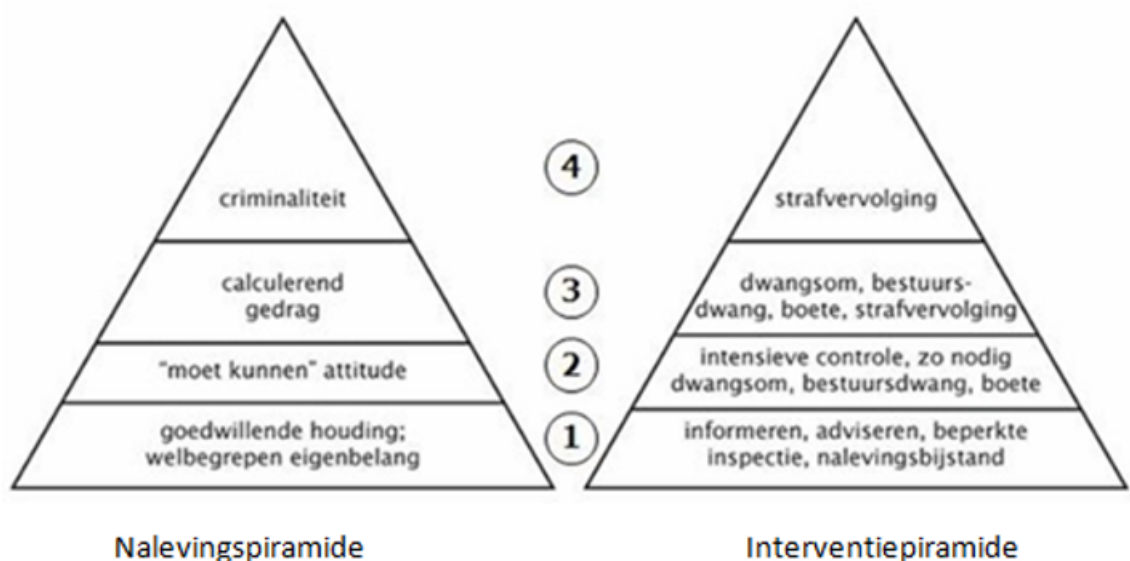 criminaliteit
calculerend
gedrag
"moet kunnen" attitude
goedwillende houding;
welbegrepen eigenbelang
4
3
2
1
strafvervolging
dwangsom, bestuurs-
dwang, boete, strafvervolging
intensieve controle, zo nodig
dwangsom, bestuursdwang, boete
informeren, adviseren, beperkte
inspectie, nalevingsbijstand
Nalevingspiramide
Interventiepiramide